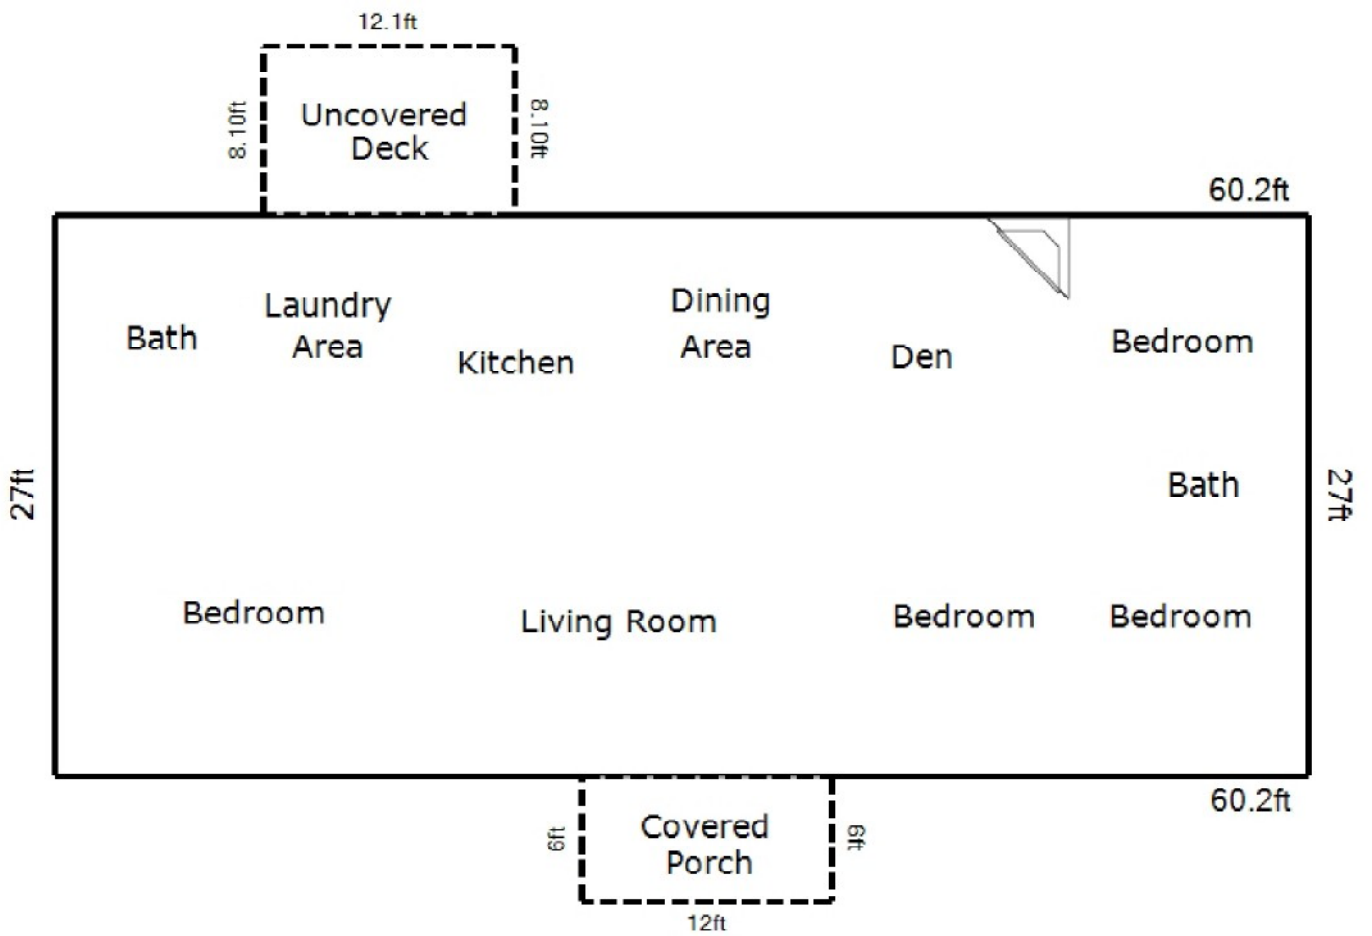 12.1ft
8.10ft
Uncovered
Deck
8.10ft
60.2ft
Bath
Laundry
Area
Kitchen
Dining
Area
Den
Bedroom
27ft
Bath
27ft
Bedroom
Living Room
Bedroom
Bedroom
60.2ft
6ft
Covered
Porch
6ft
12ft